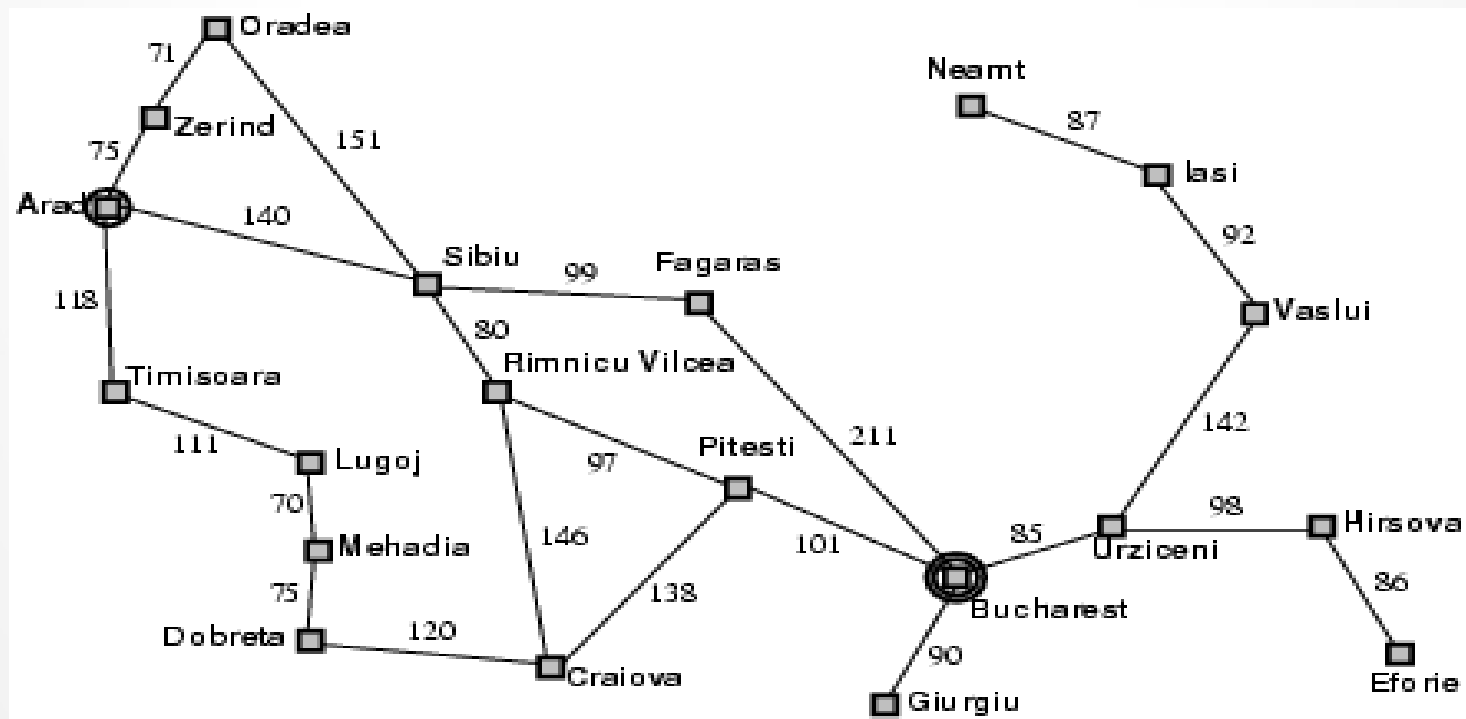 Oradea
71
Neamt
87
Zerind
75
151
Iasi
Arad
140
92
Sibiu
99
Fagaras
118
80
Vaslui
Timisoara
Rimnicu Vilcea
142
111
Lugoj
97
Pitesti
211
70
Mehadia
146
101
85
98
Hirsova
Urziceni
75
138
86
Bucharest
Dobreta
120
90
Craiova
Eforie
Giurgiu